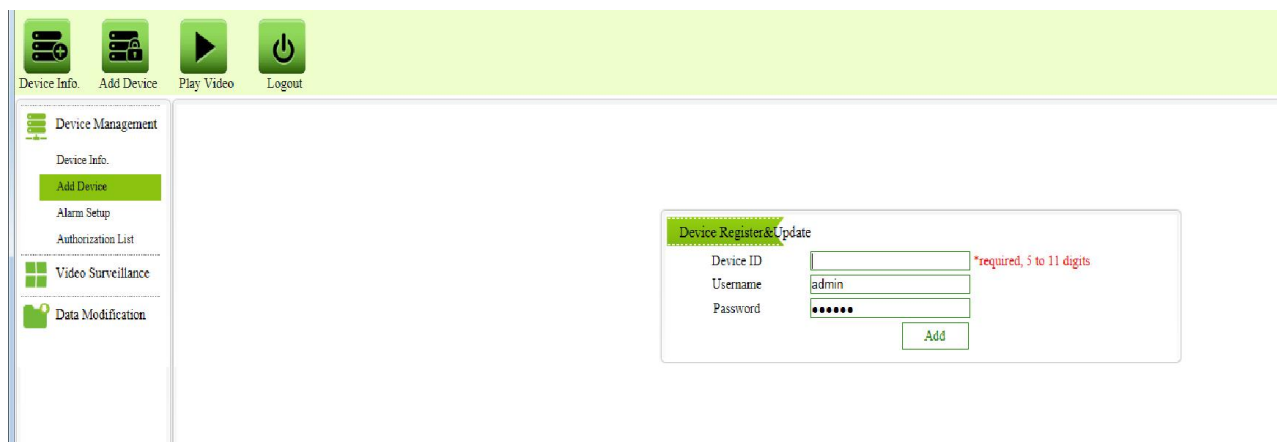 Device Info. Add Device Play Video Logout
Device Management
Device Info.
Add Device
Alarm Setup
Authorization List
Video Surveillance
Data Modification
Device Register&Update
Device ID *required, 5 to 11 digits
Username admin
Password ●●●●●●
Add